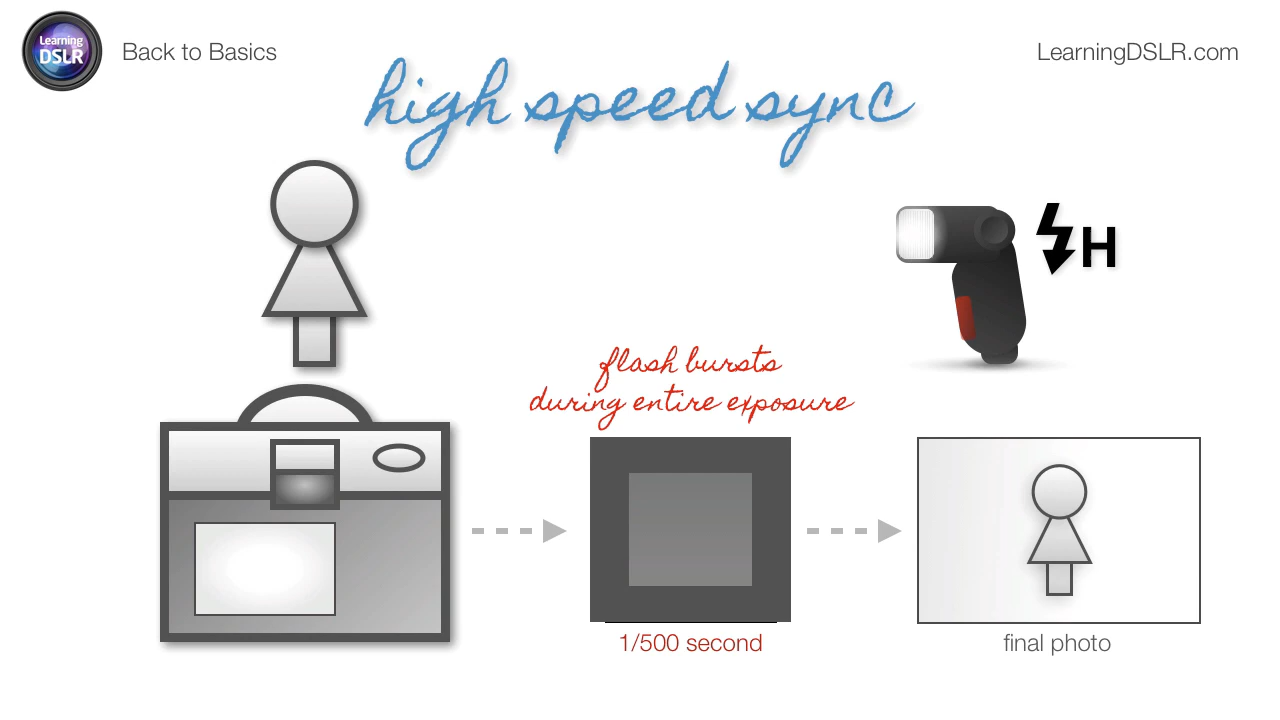 Learning
DSLR
Back to Basics
LearningDSLR.com
high speed sync
H
flash bursts
during entire exposure
1/500 second
final photo